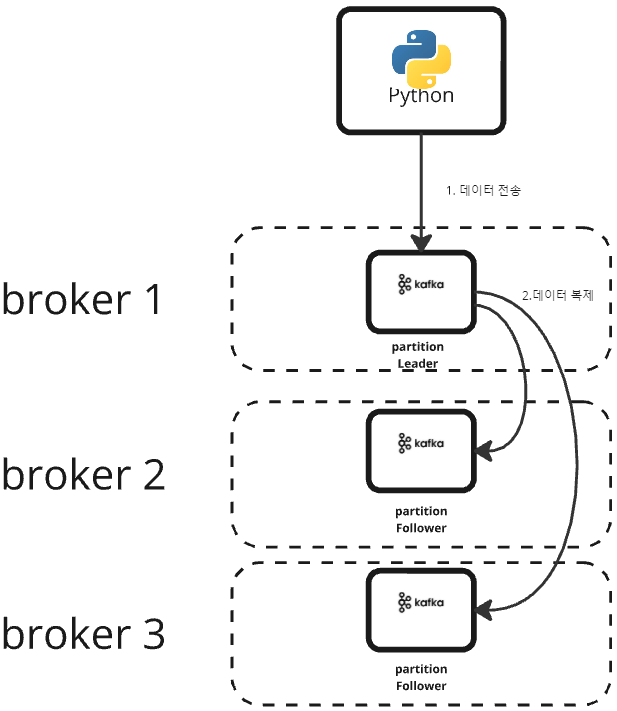 Python
1. 데이터 전송
broker 1
kafka
2.데이터 복제
partition
Leader
broker 2
kafka
partition
Follower
broker 3
kafka
partition
Follower